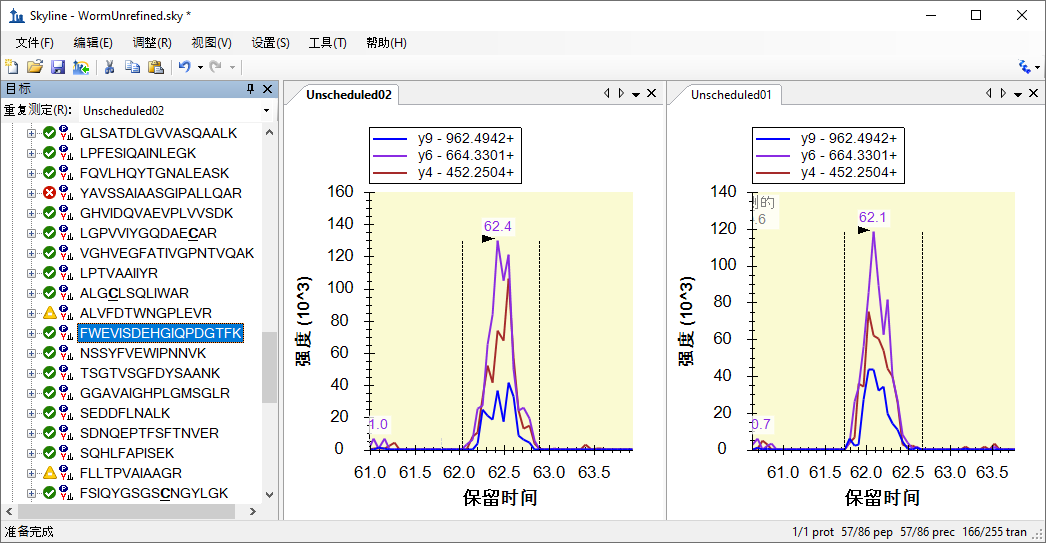 Skyline - WormUnrefined.sky *
文件(F) 编辑(E) 调整(R) 视图(V) 设置(S) 工具(T) 帮助(H)
目标
重复测定(R): Unscheduled02
GLSATDLGVVASQAALK
LPFESIQAINLEGK
FQVLHQYTGNALEASK
YAVSSAIAASGIPALLQAR
GHVIDQVAEVPLVVSDK
LGPVVIYGQDAECAR
VGHVEGFATIVGPNTVQAK
LPTVAAIIYR
ALGCLSQLIWAR
ALVFDTWNGPLEVR
FWEVISDEHGIQPDGTFK
NSSYFVEWIPNNVK
TSGTVSGFDYSAANK
GGAVAIGHPLGMSGLR
SEDDFLNALK
SDNQEPTFSFTNVER
SQHLFAPISEK
FLLTPVAIAAGR
FSIQYGSGSCNGYLGK
Unscheduled02
y9 - 962.4942+
y6 - 664.3301+
y4 - 452.2504+
160
140
120
100
80
60
40
20
0
强度 (10^3)
62.4
1.0
61.0 61.5 62.0 62.5 63.0 63.5
保留时间
Unscheduled01
y9 - 962.4942+
y6 - 664.3301+
y4 - 452.2504+
140
120
100
80
60
40
20
0
强度 (10^3)
的
.6
62.1
0.7
61.0 61.5 62.0 62.5 63.0 63.5
保留时间
准备完成
1/1 prot 57/86 pep 57/86 prec 166/255 tran